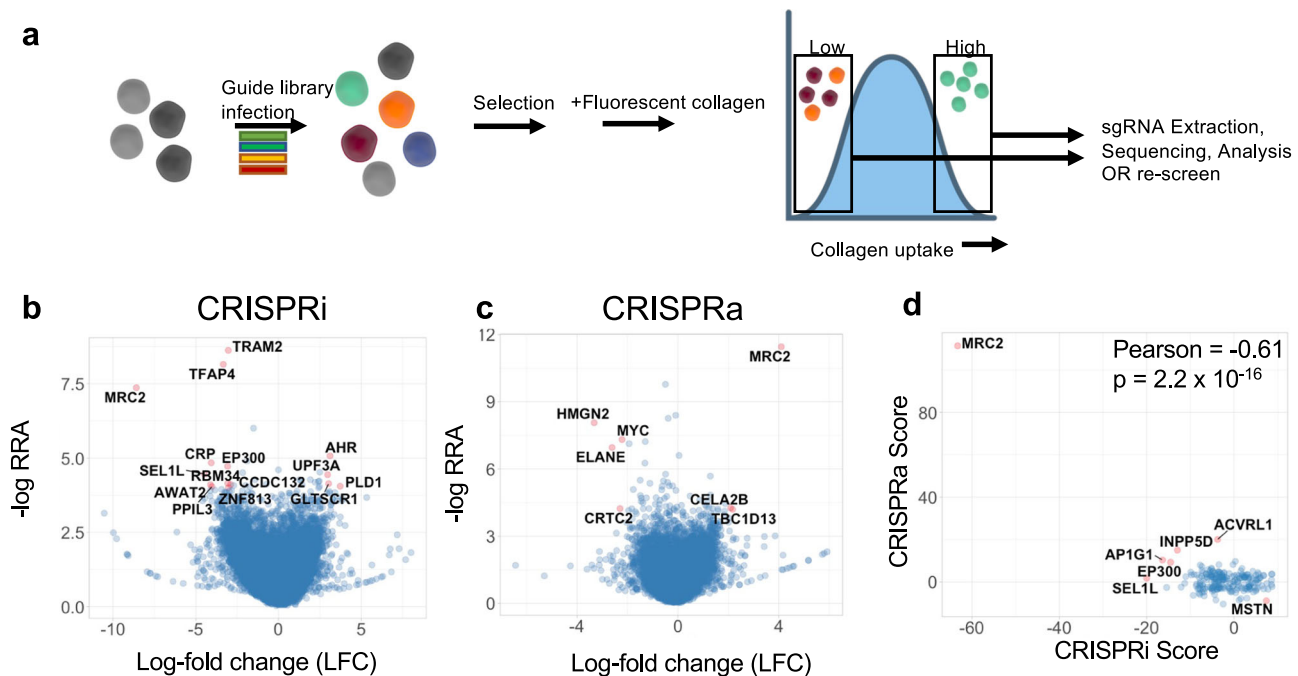 a
Guide library
infection
Selection
+Fluorescent collagen
Low
High
sgRNA Extraction,
Sequencing, Analysis
OR re-screen
Collagen uptake
b
CRISPRi
-log RRA
7.5
5.0
2.5
0.0
TRAM2
TFAP4
MRC2
CRP
EP300
AHR
SEL1L
RBM34
UPF3A
CCDC132
PLD1
AWAT2
ZNF813
GLTSCR1
PPIL3
-10
-5
0
5
Log-fold change (LFC)
c
CRISPRa
-log RRA
12
9
6
3
0
MRC2
HMGN2
MYC
ELANE
CELA2B
CRTC2
TBC1D13
-4
0
4
Log-fold change (LFC)
d
CRISPRa Score
80
40
0
MRC2
Pearson = -0.61
p = 2.2 x 10-16
ACVRL1
INPP5D
AP1G1
EP300
SEL1L
MSTN
-60
-40
-20
0
CRISPRi Score